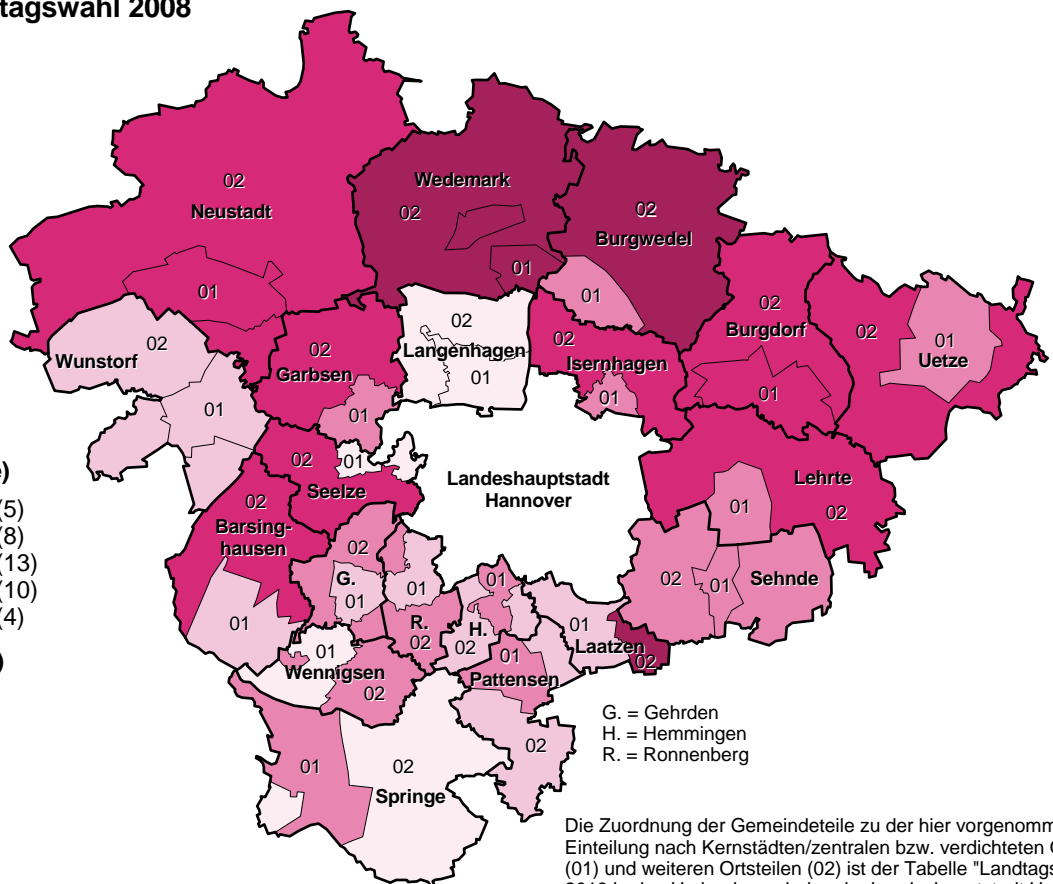 tagswahl 2008
02
Neustadt
01
Wedemark
02
01
02
Burgwedel
01
02
Wunstorf
01
02
Garbsen
01
02
Langenhagen
01
02
Isernhagen
01
02
Burgdorf
01
02
01
Uetze
02
01
Seelze
Landeshauptstadt
Hannover
Lehrte
01
02
02
Barsing-
hausen
01
02
G.
01
01
R.
02
01
H.
02
01
Laatzen
02
02
01
Sehnde
01
Wennigsen
02
01
Pattensen
02
01
02
Springe
)
(5)
(8)
(13)
(10)
(4)
)
G. = Gehrden
H. = Hemmingen
R. = Ronnenberg
Die Zuordnung der Gemeindeteile zu der hier vorgenomm
Einteilung nach Kernstädten/zentralen bzw. verdichteten
(01) und weiteren Ortsteilen (02) ist der Tabelle "Landtags